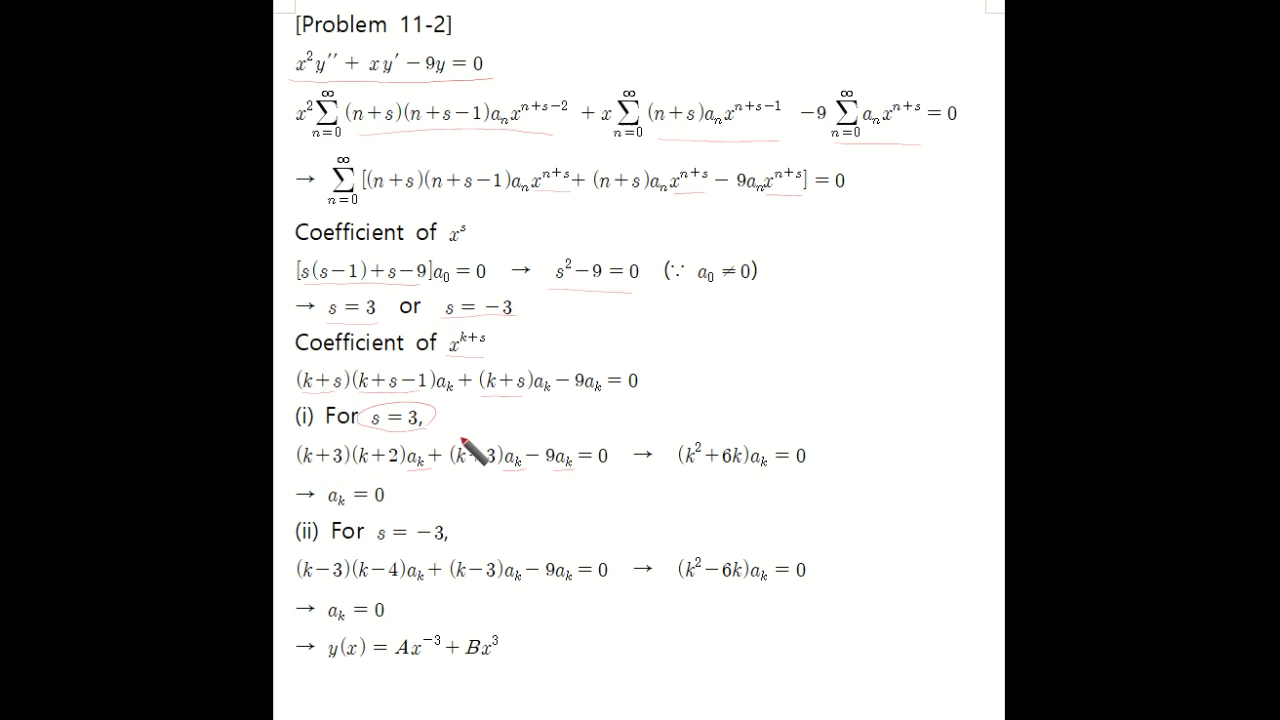 [Problem 11-2]
x²y′′ + xy′ − 9y = 0
x² ∑_{n=0}^{∞} (n+s)(n+s−1)a_n x^{n+s−2} + x ∑_{n=0}^{∞} (n+s)a_n x^{n+s−1} −9 ∑_{n=0}^{∞} a_n x^{n+s} = 0
→ ∑_{n=0}^{∞} [(n+s)(n+s−1)a_n x^{n+s} + (n+s)a_n x^{n+s} − 9a_n x^{n+s}] = 0
Coefficient of x^s
[s(s−1)+s−9]a_0 = 0 → s²−9 = 0 (∵ a_0 ≠ 0)
→ s = 3 or s = −3
Coefficient of x^{k+s}
(k+s)(k+s−1)a_k + (k+s)a_k − 9a_k = 0
(i) For s = 3,
(k+3)(k+2)a_k + (k+3)a_k − 9a_k = 0 → (k²+6k)a_k = 0
→ a_k = 0
(ii) For s = −3,
(k−3)(k−4)a_k + (k−3)a_k − 9a_k = 0 → (k²−6k)a_k = 0
→ a_k = 0
→ y(x) = Ax^{−3} + Bx³